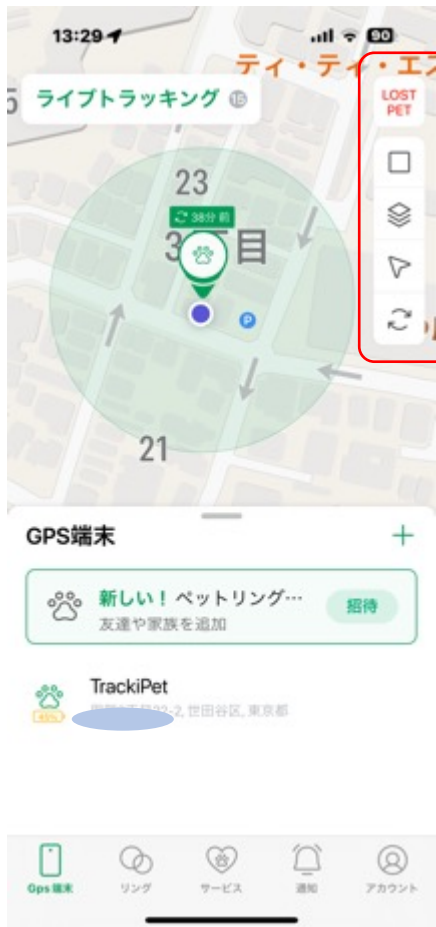 13:29
90
ティ・ティ・エス
5
ライブトラッキング 15
LOST
PET
23
38分 前
3
目
P
21
GPS端末
新しい！ ペットリング…
招待
友達や家族を追加
TrackiPet
-2, 世田谷区, 東京都
Gps 端末
リング
サービス
通知
アカウント